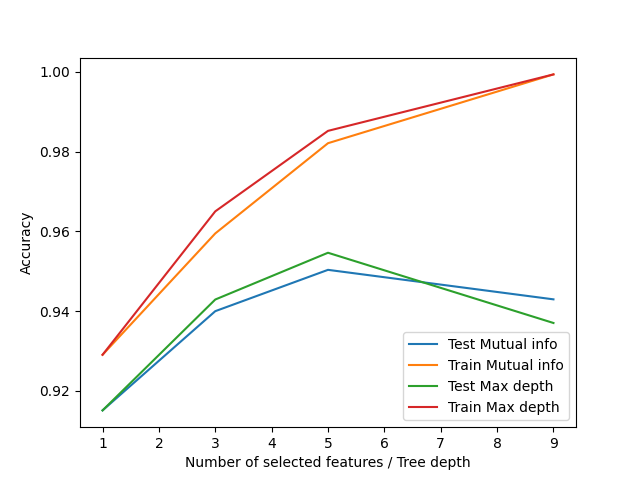 1.00
0.98
0.96
0.94
0.92
Accuracy
Test Mutual info
Train Mutual info
Test Max depth
Train Max depth
1 2 3 4 5 6 7 8 9
Number of selected features / Tree depth